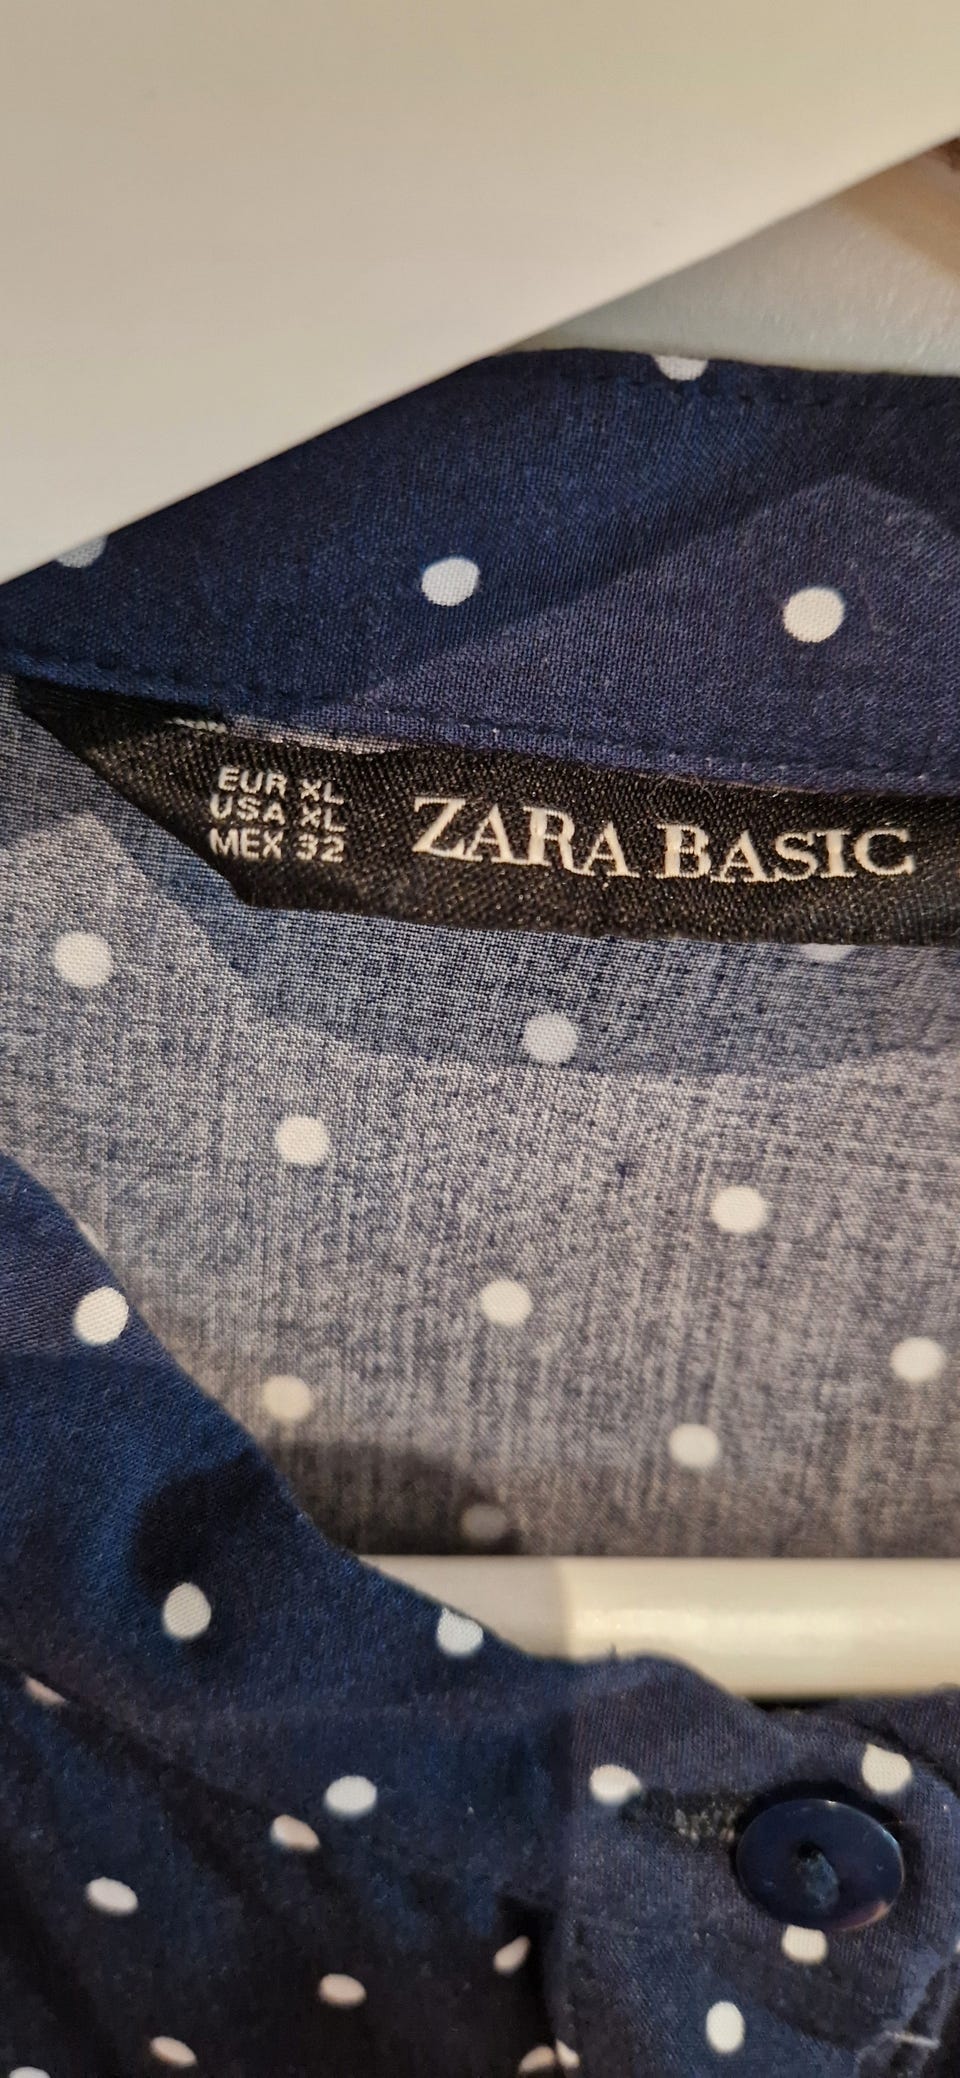 EUR XL
USA XL
MEX 32
ZARA BASIC